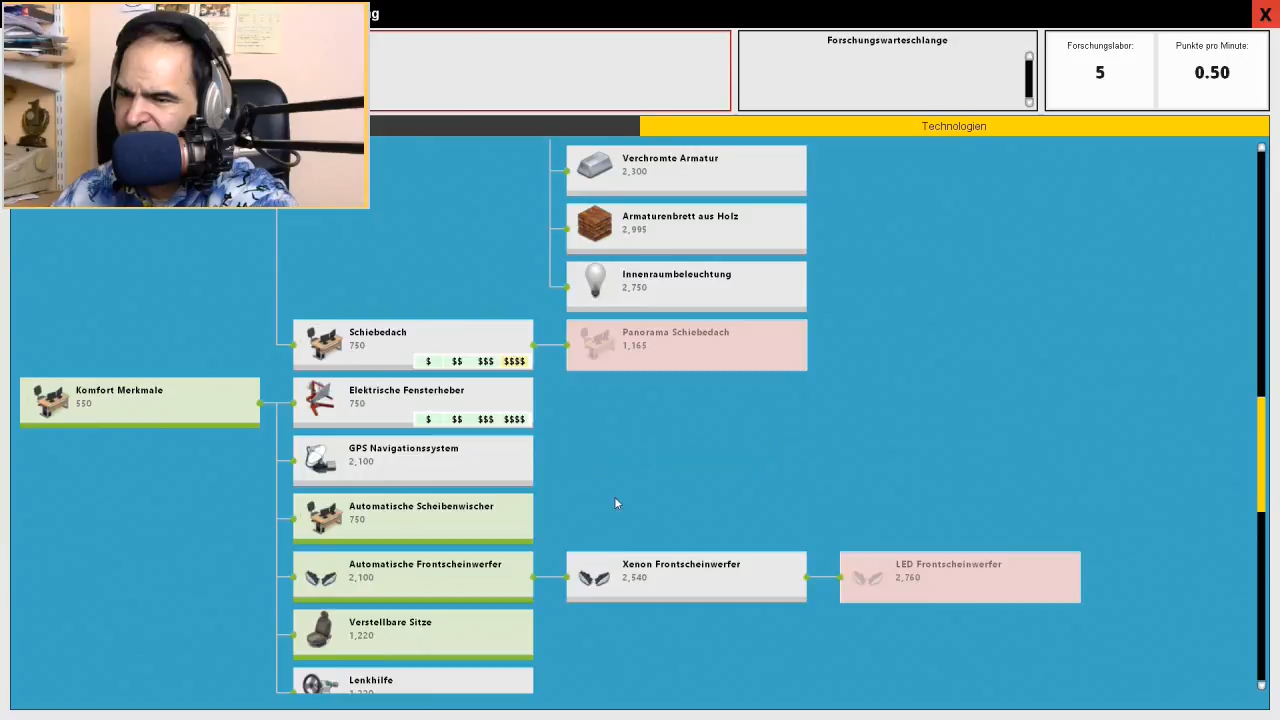 g
X
Forschungswarteschlange
Forschungslabor:
5
Punkte pro Minute:
0.50
Technologien
Verchromte Armatur
2,300
Armaturenbrett aus Holz
2,995
Innenraumbeleuchtung
2,750
Schiebedach
750
$ $$ $$$ $$$$
Panorama Schiebedach
1,165
Komfort Merkmale
550
Elektrische Fensterheber
750
$ $$ $$$ $$$$
GPS Navigationssystem
2,100
Automatische Scheibenwischer
750
Automatische Frontscheinwerfer
2,100
Xenon Frontscheinwerfer
2,540
LED Frontscheinwerfer
2,760
Verstellbare Sitze
1,220
Lenkhilfe